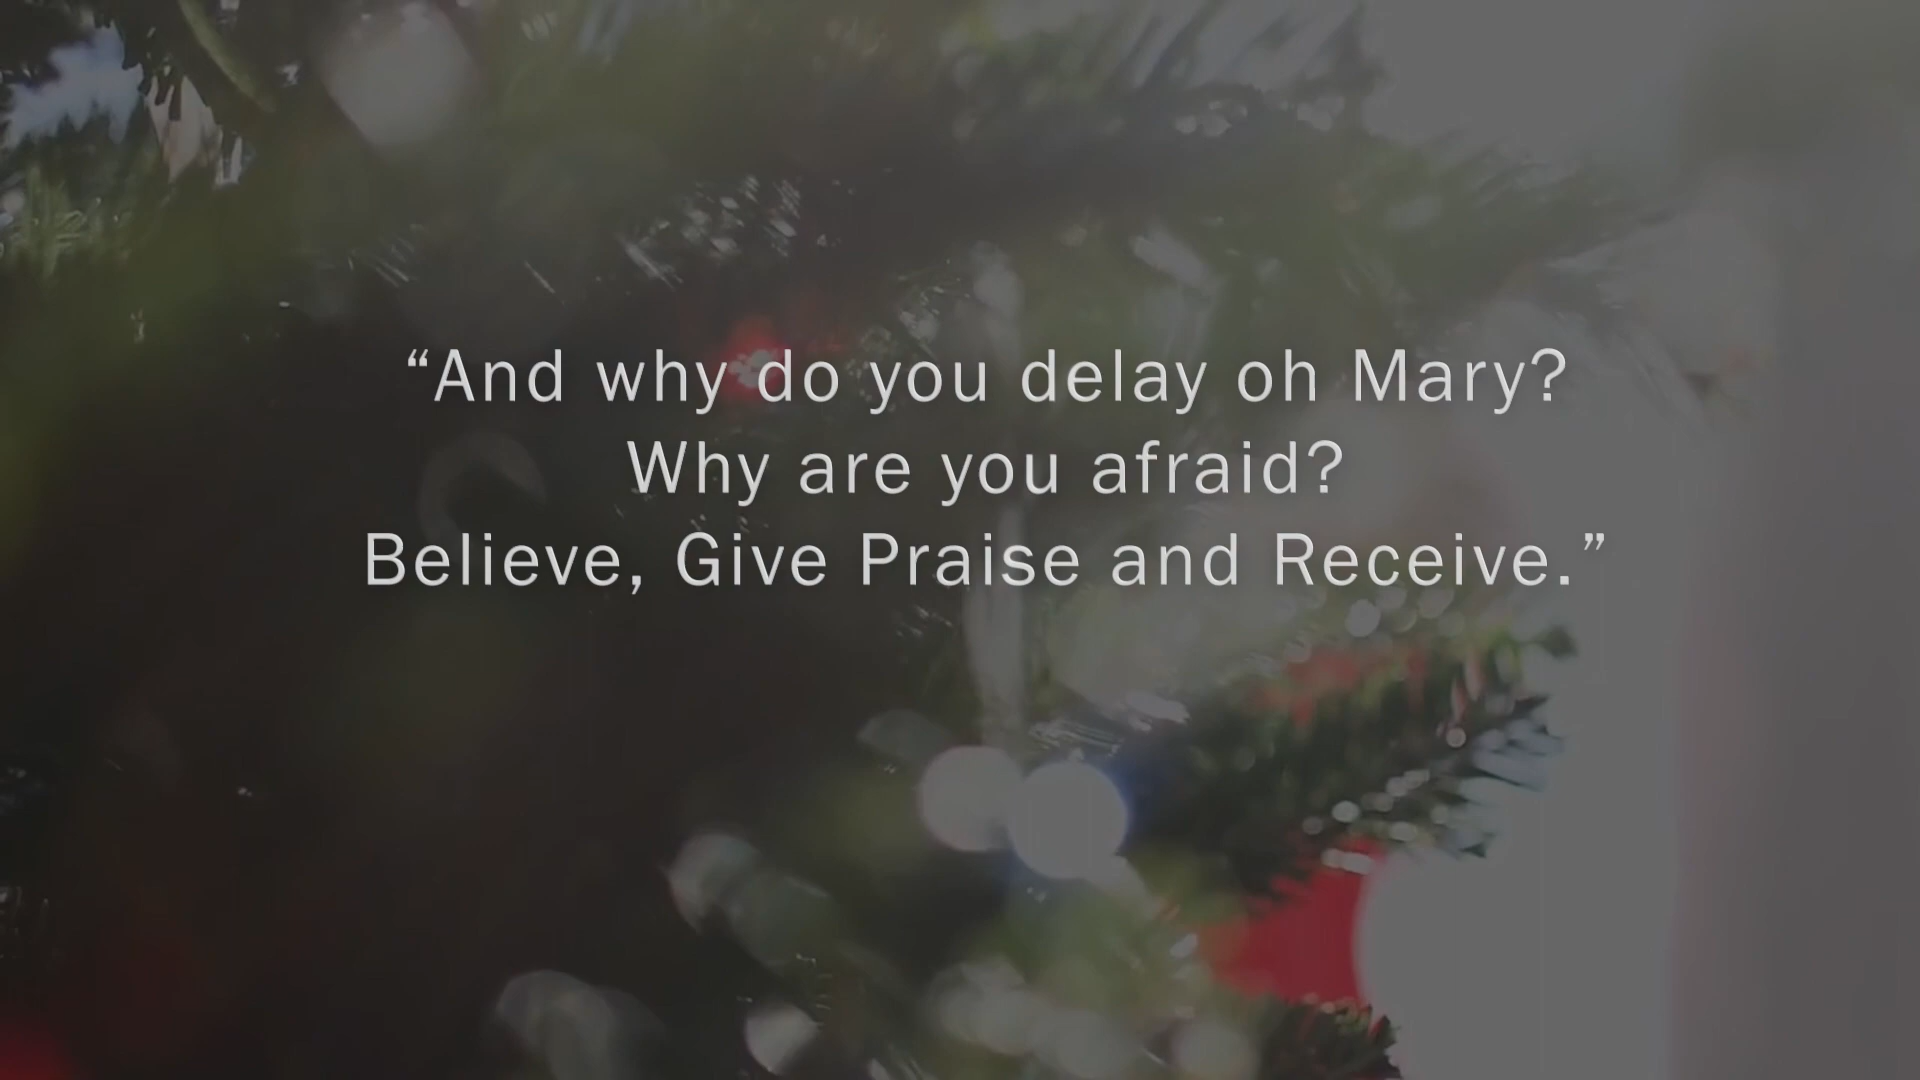 “And why do you delay oh Mary?
Why are you afraid?
Believe, Give Praise and Receive.”